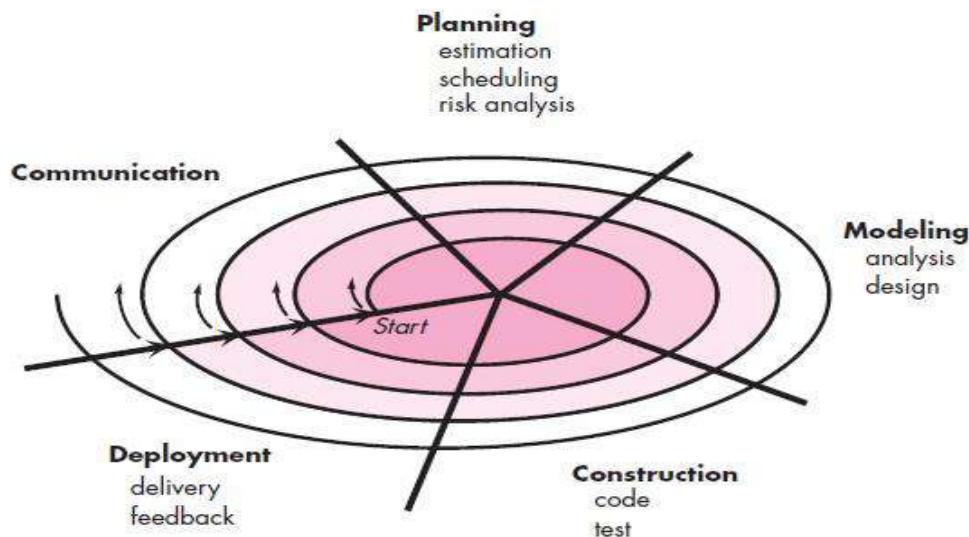 Planning
estimation
scheduling
risk analysis
Communication
Modeling
analysis
design
Start
Deployment
delivery
feedback
Construction
code
test